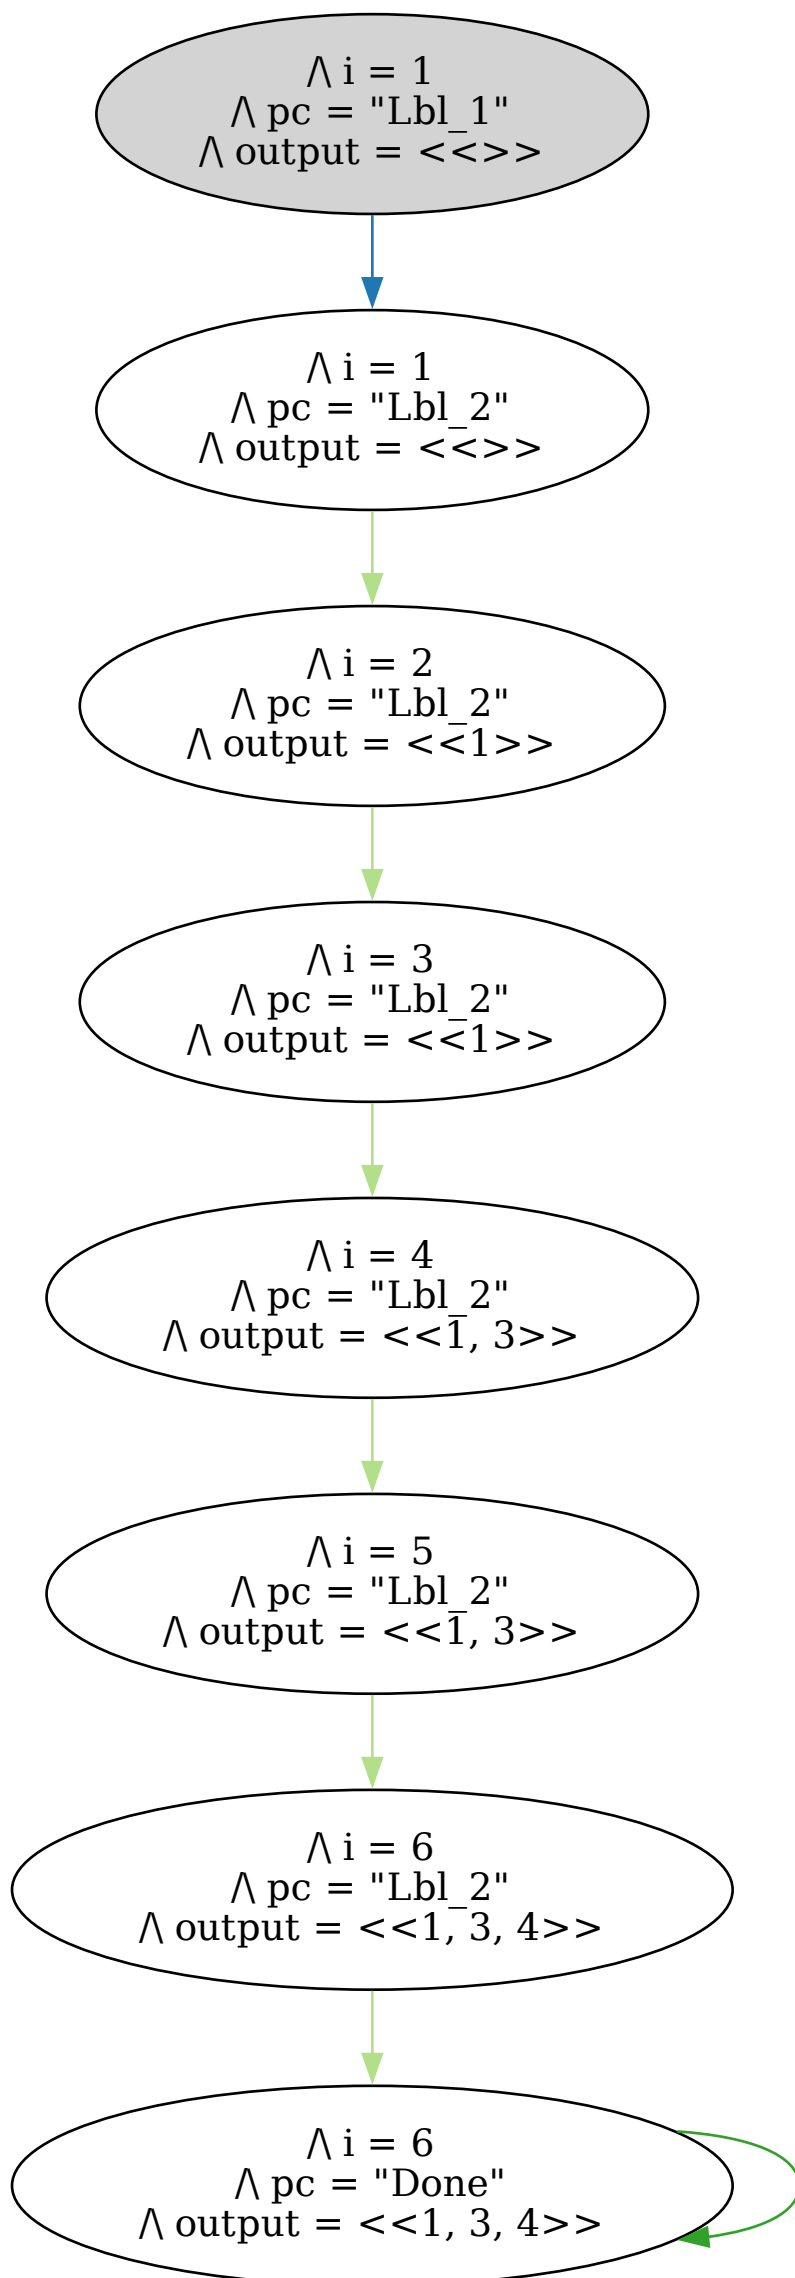 /\ i = 1
/\ pc = "Lbl_1"
/\ output = <<>>
/\ i = 1
/\ pc = "Lbl_2"
/\ output = <<>>
/\ i = 2
/\ pc = "Lbl_2"
/\ output = <<1>>
/\ i = 3
/\ pc = "Lbl_2"
/\ output = <<1>>
/\ i = 4
/\ pc = "Lbl_2"
/\ output = <<1, 3>>
/\ i = 5
/\ pc = "Lbl_2"
/\ output = <<1, 3>>
/\ i = 6
/\ pc = "Lbl_2"
/\ output = <<1, 3, 4>>
/\ i = 6
/\ pc = "Done"
/\ output = <<1, 3, 4>>